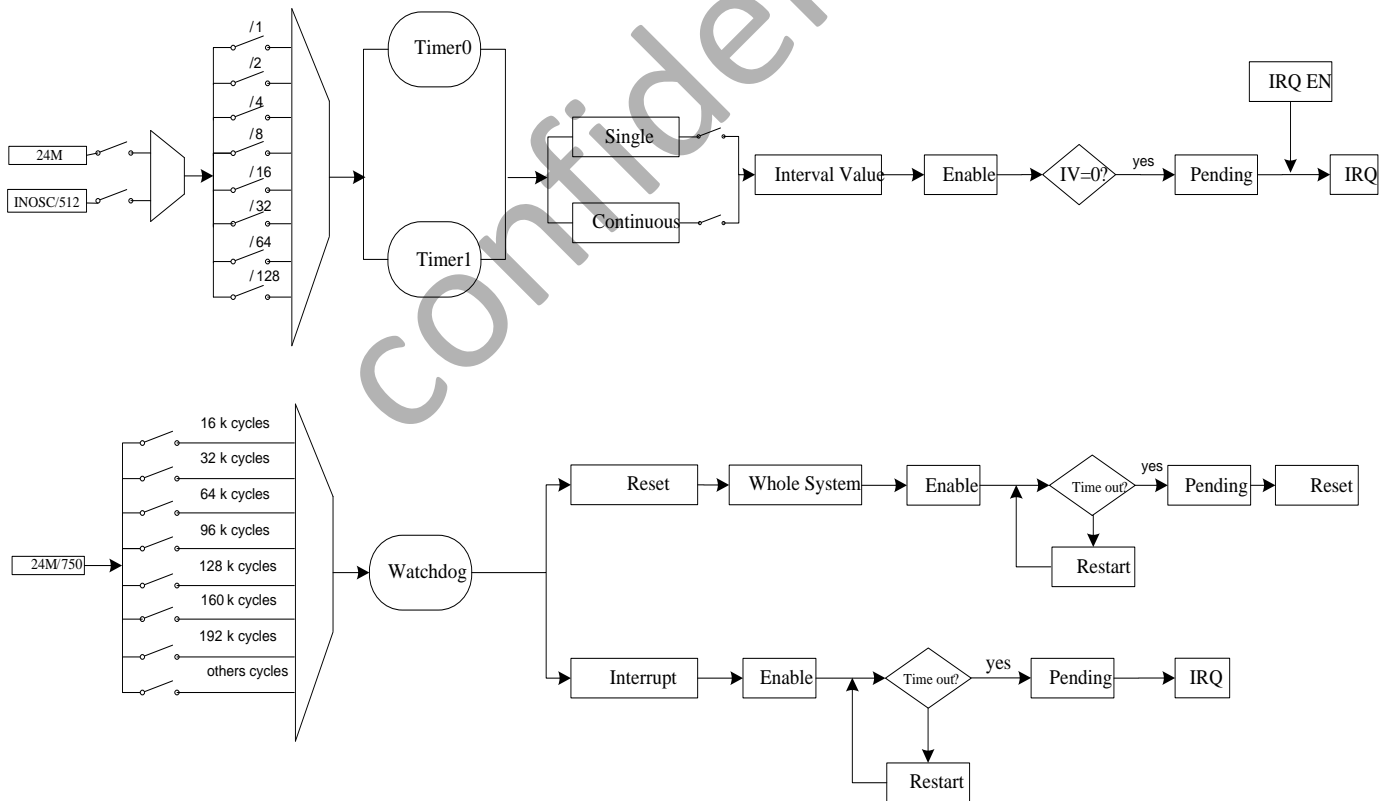 /1
/2
/4
/8
/16
/32
/64
/128
24M
INOSC/512
Timer0
Timer1
Single
Continuous
Interval Value
Enable
IV=0?
yes
Pending
IRQ EN
IRQ
confide
16 k cycles
32 k cycles
64 k cycles
96 k cycles
128 k cycles
160 k cycles
192 k cycles
others cycles
24M/750
Watchdog
Reset
Whole System
Enable
Time out?
yes
Pending
Reset
Restart
Interrupt
Enable
Time out?
yes
Pending
IRQ
Restart